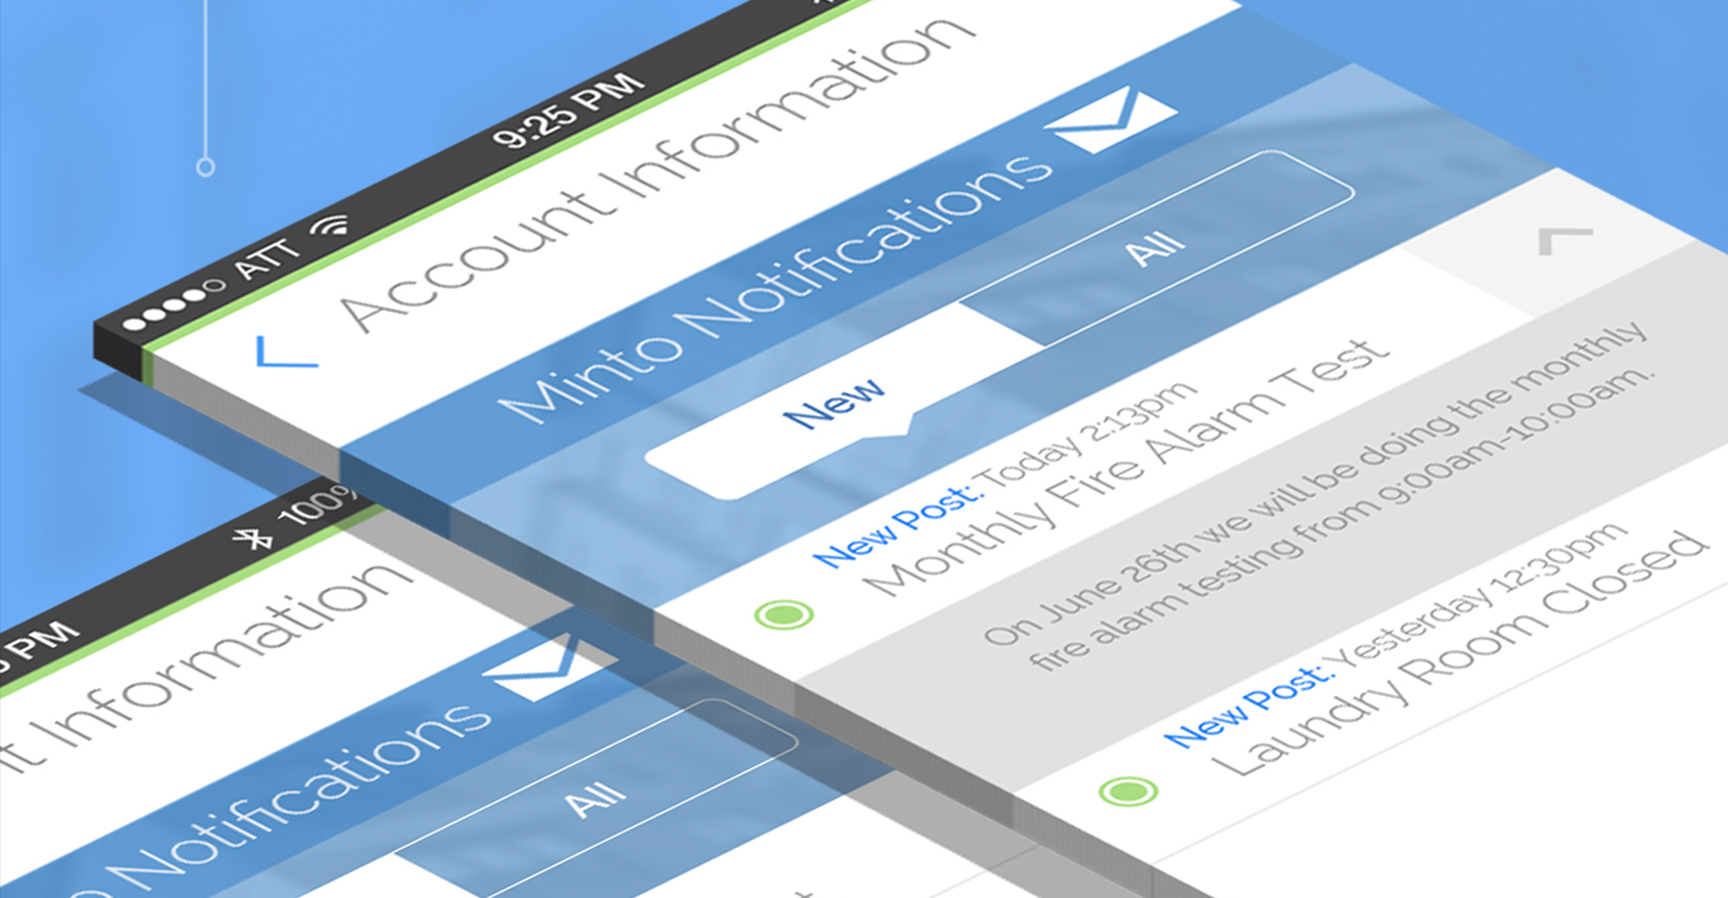 ATT
9:25 PM
Account Information
Minto Notifications
New
All
New Post: Today 2:13pm
Monthly Fire Alarm Test
On June 26th we will be doing the monthly
fire alarm testing from 9:00am-10:00am.
New Post: Yesterday 12:30pm
Laundry Room Closed
PM
100%
Information
Notifications
All